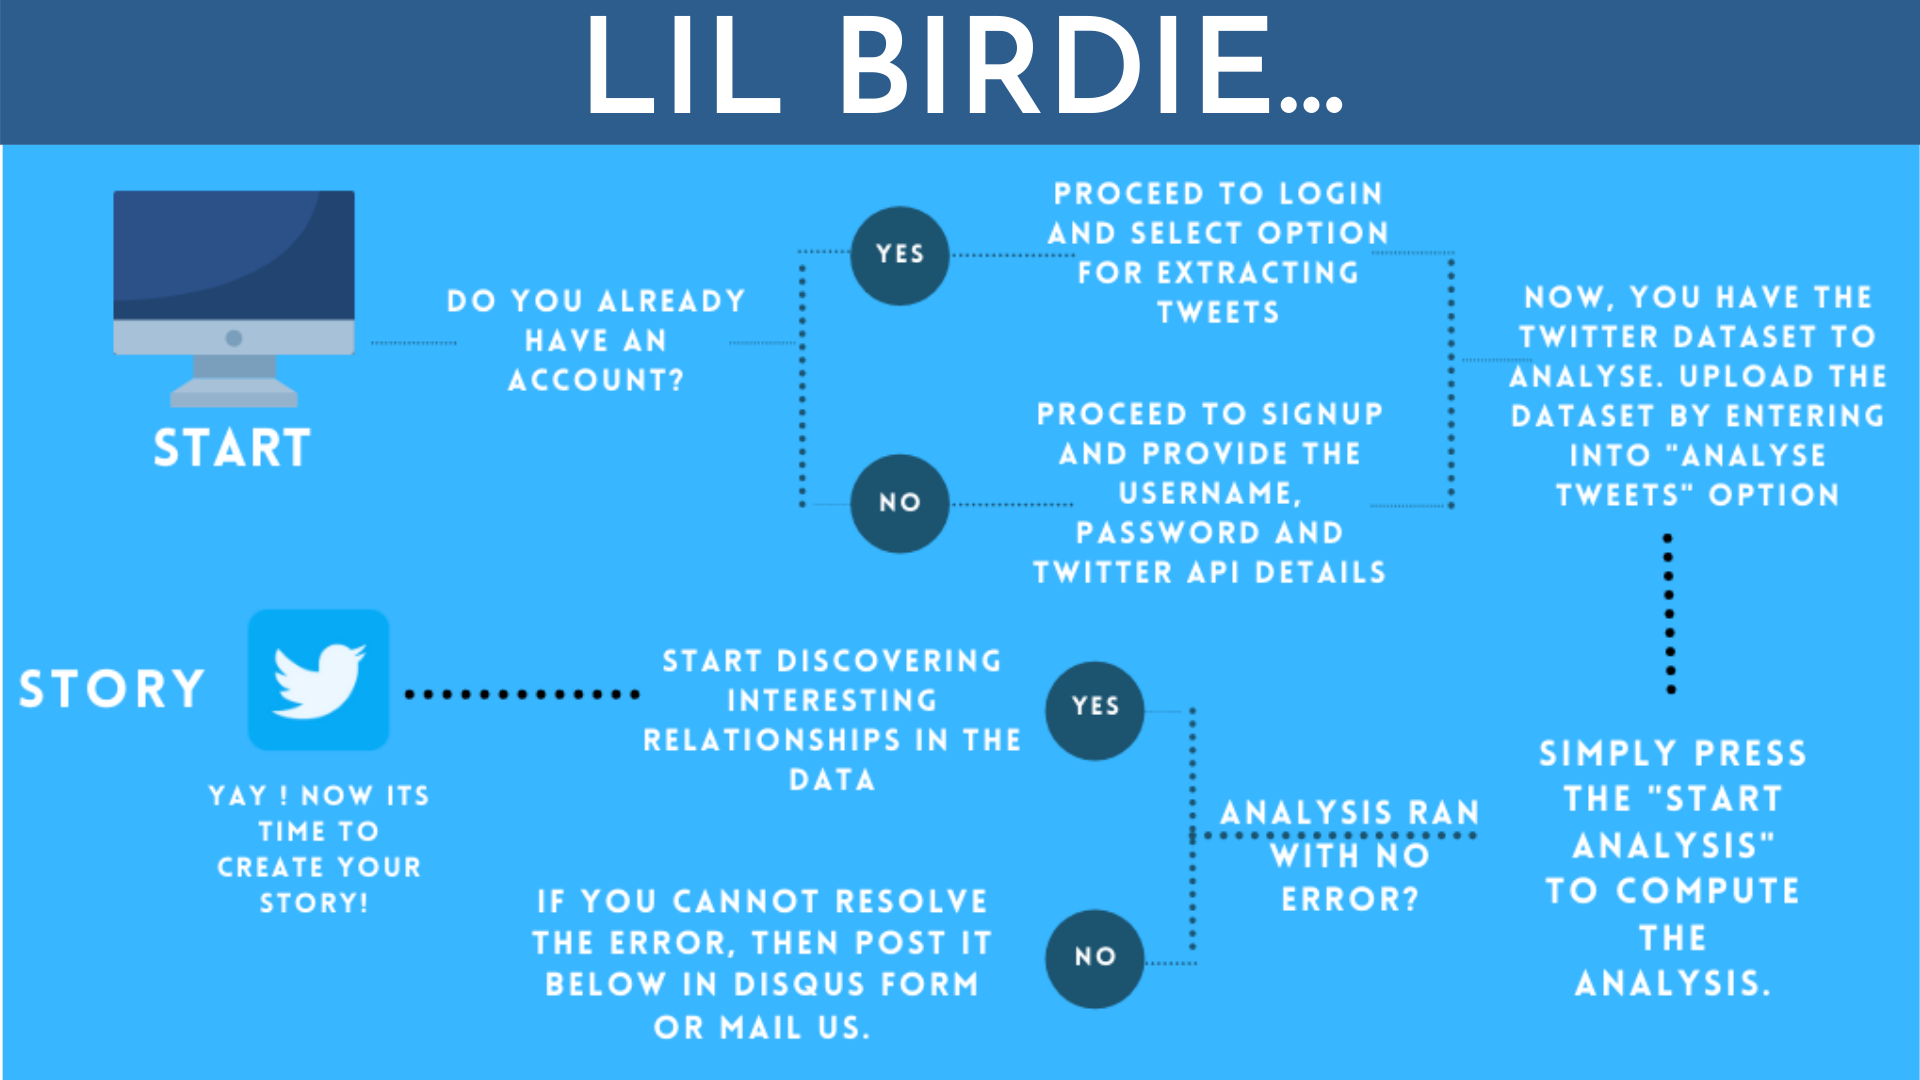 LIL BIRDIE...
START
DO YOU ALREADY
HAVE AN
ACCOUNT?
YES
PROCEED TO LOGIN
AND SELECT OPTION
FOR EXTRACTING
TWEETS
NO
PROCEED TO SIGNUP
AND PROVIDE THE
USERNAME,
PASSWORD AND
TWITTER API DETAILS
NOW, YOU HAVE THE
TWITTER DATASET TO
ANALYSE. UPLOAD THE
DATASET BY ENTERING
INTO "ANALYSE
TWEETS" OPTION
SIMPLY PRESS
THE "START
ANALYSIS"
TO COMPUTE
THE
ANALYSIS.
ANALYSIS RAN
WITH NO
ERROR?
YES
START DISCOVERING
INTERESTING
RELATIONSHIPS IN THE
DATA
NO
IF YOU CANNOT RESOLVE
THE ERROR, THEN POST IT
BELOW IN DISQUS FORM
OR MAIL US.
STORY
YAY ! NOW ITS
TIME TO
CREATE YOUR
STORY!